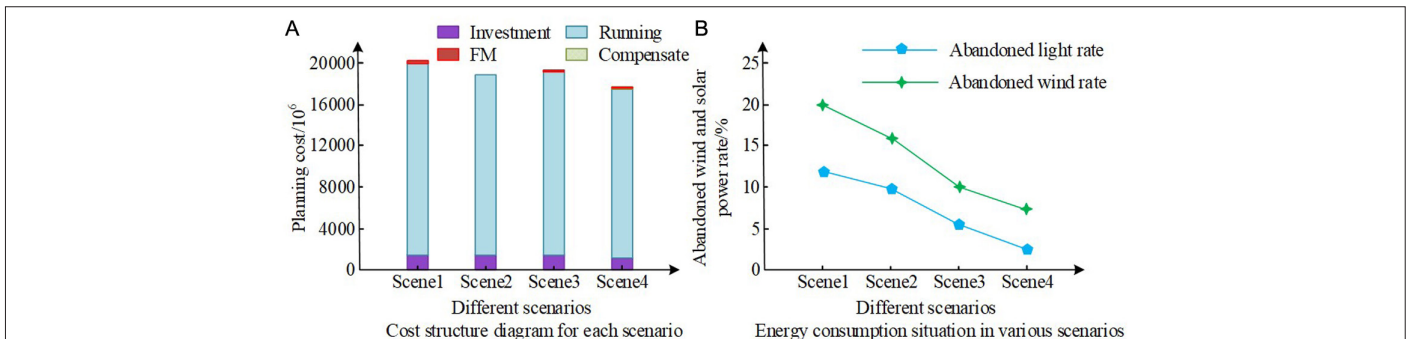 A
Investment Running
FM Compensate
Planning cost/10^6
20000
16000
12000
8000
4000
0
Scene1 Scene2 Scene3 Scene4
Different scenarios
Cost structure diagram for each scenario
B
Abandoned light rate
Abandoned wind rate
Abandoned wind and solar
power rate/%
25
20
15
10
5
0
Scene1 Scene2 Scene3 Scene4
Different scenarios
Energy consumption situation in various scenarios